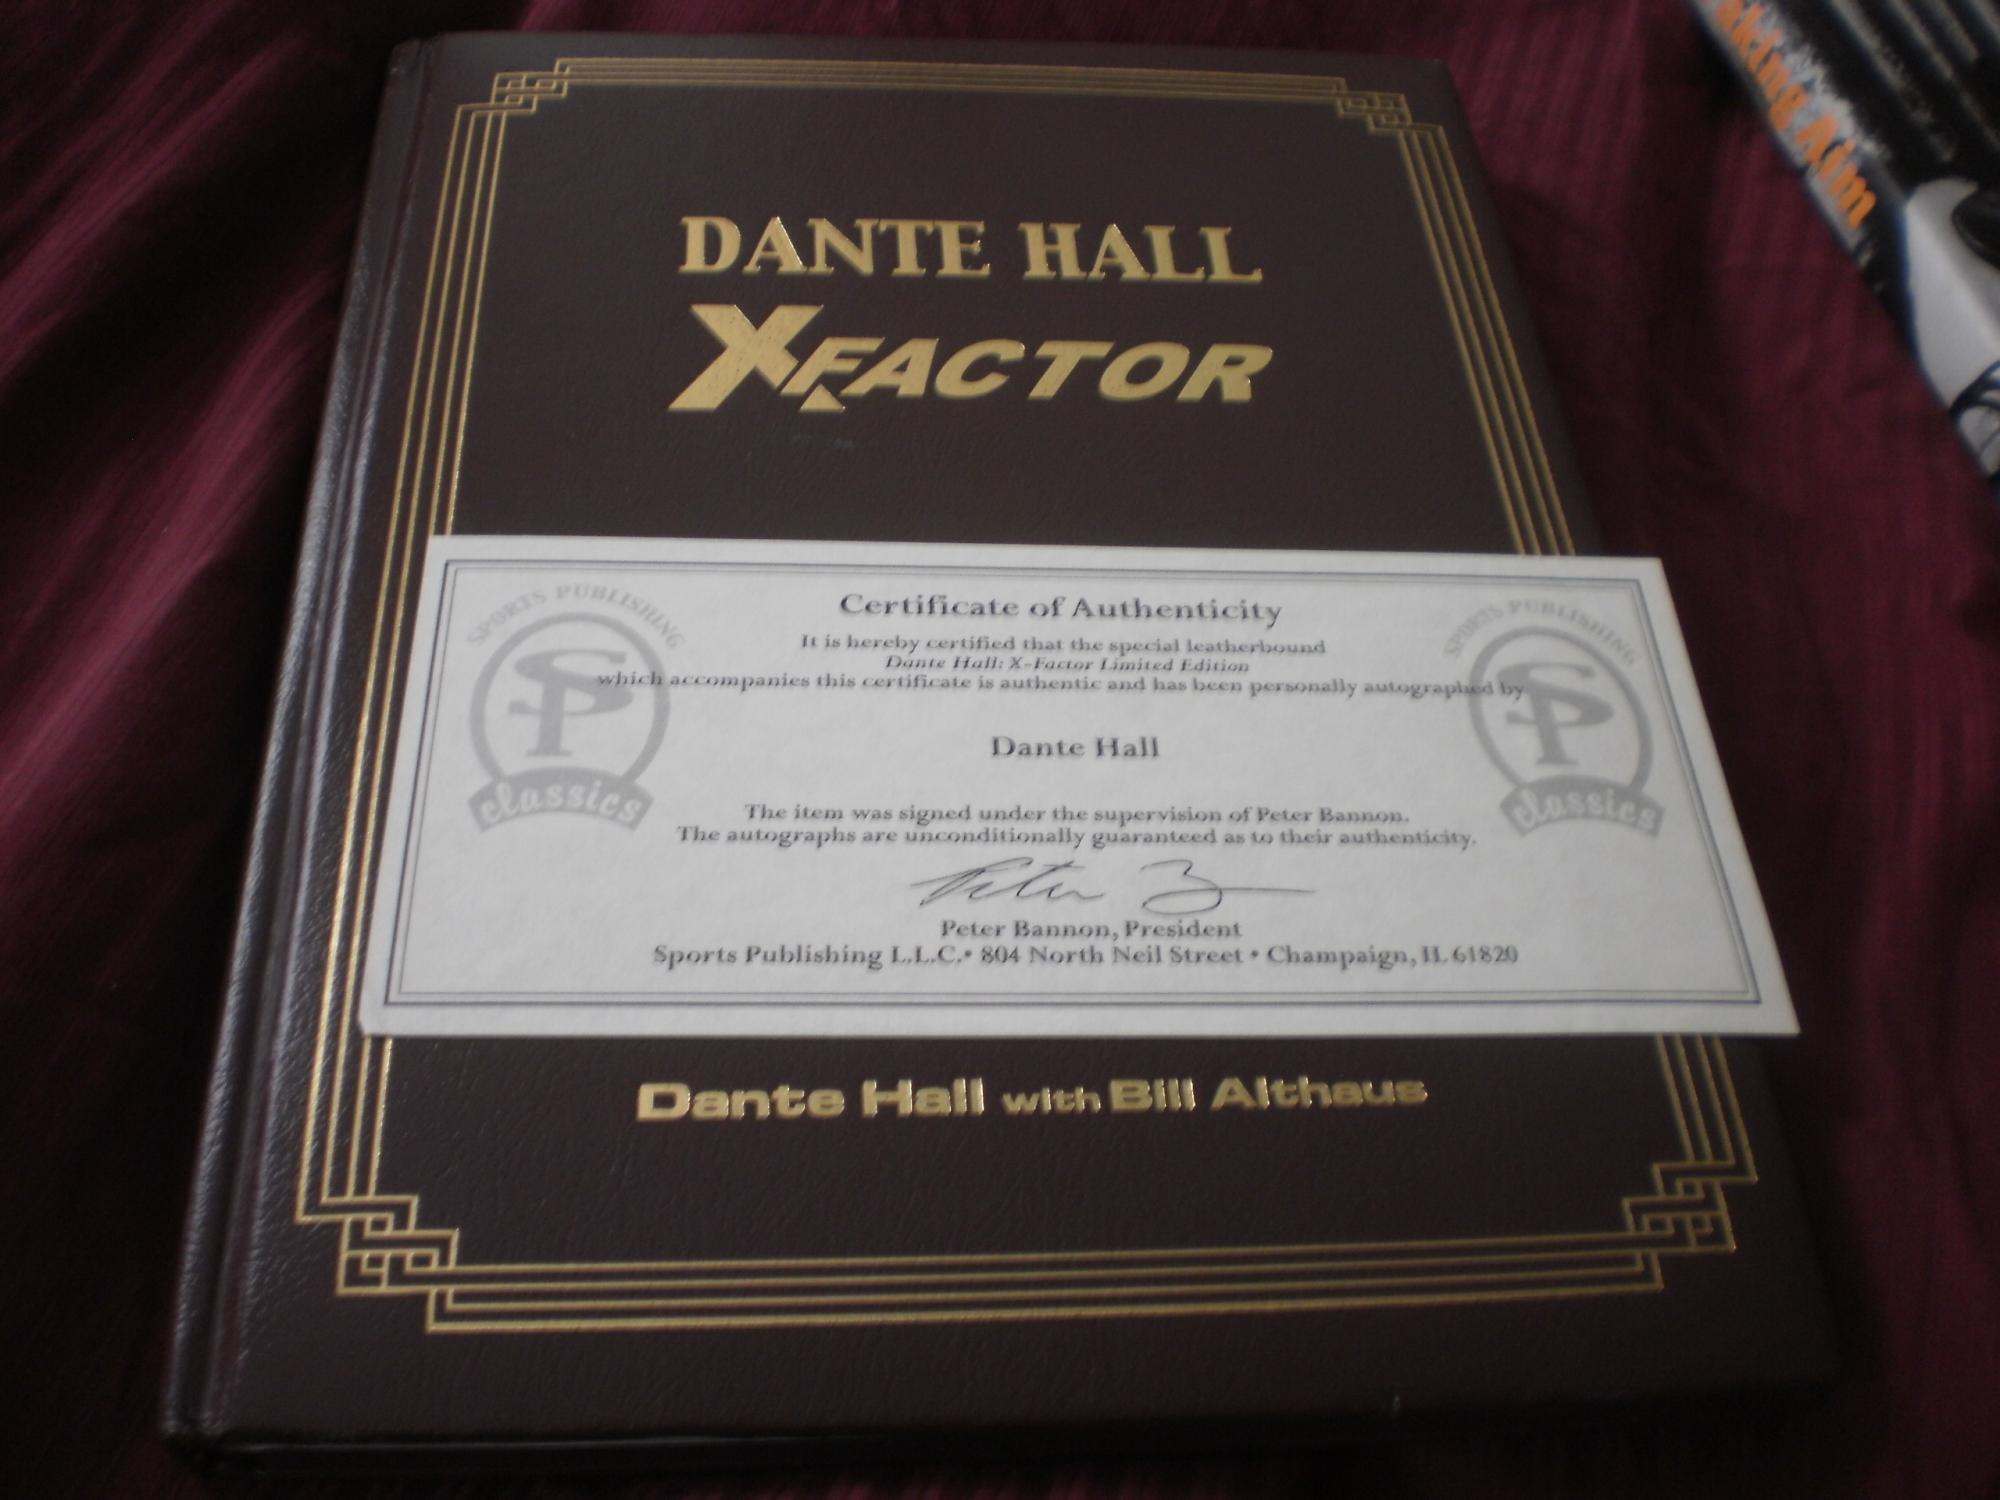 DANTE HALL
XFACTOR
SPORTS PUBLISHING
SP
classics
SPORTS PUBLISHING
SP
classics
Certificate of Authenticity
It is hereby certified that the special leatherbound
Dante Hall: X-Factor Limited Edition
which accompanies this certificate is authentic and has been personally autographed by
Dante Hall
The item was signed under the supervision of Peter Bannon.
The autographs are unconditionally guaranteed as to their authenticity.
Peter B
Peter Bannon, President
Sports Publishing L.L.C.• 804 North Neil Street • Champaign, IL 61820
Dante Hall with Bill Althaus
aking Aim